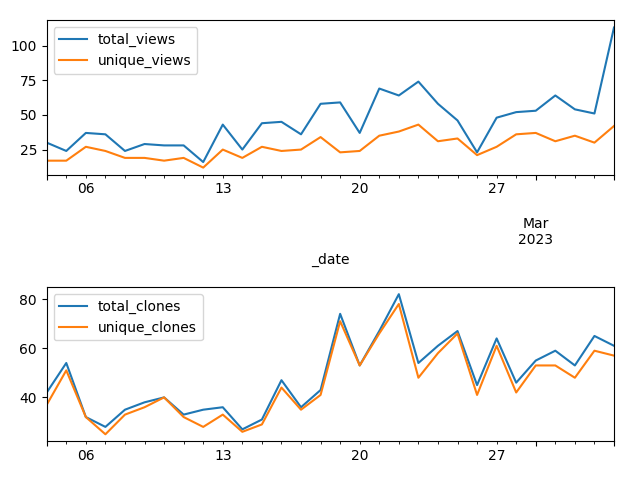 total_views
unique_views
100
75
50
25
06 13 20 27
Mar
2023
_date
total_clones
unique_clones
80
60
40
06 13 20 27